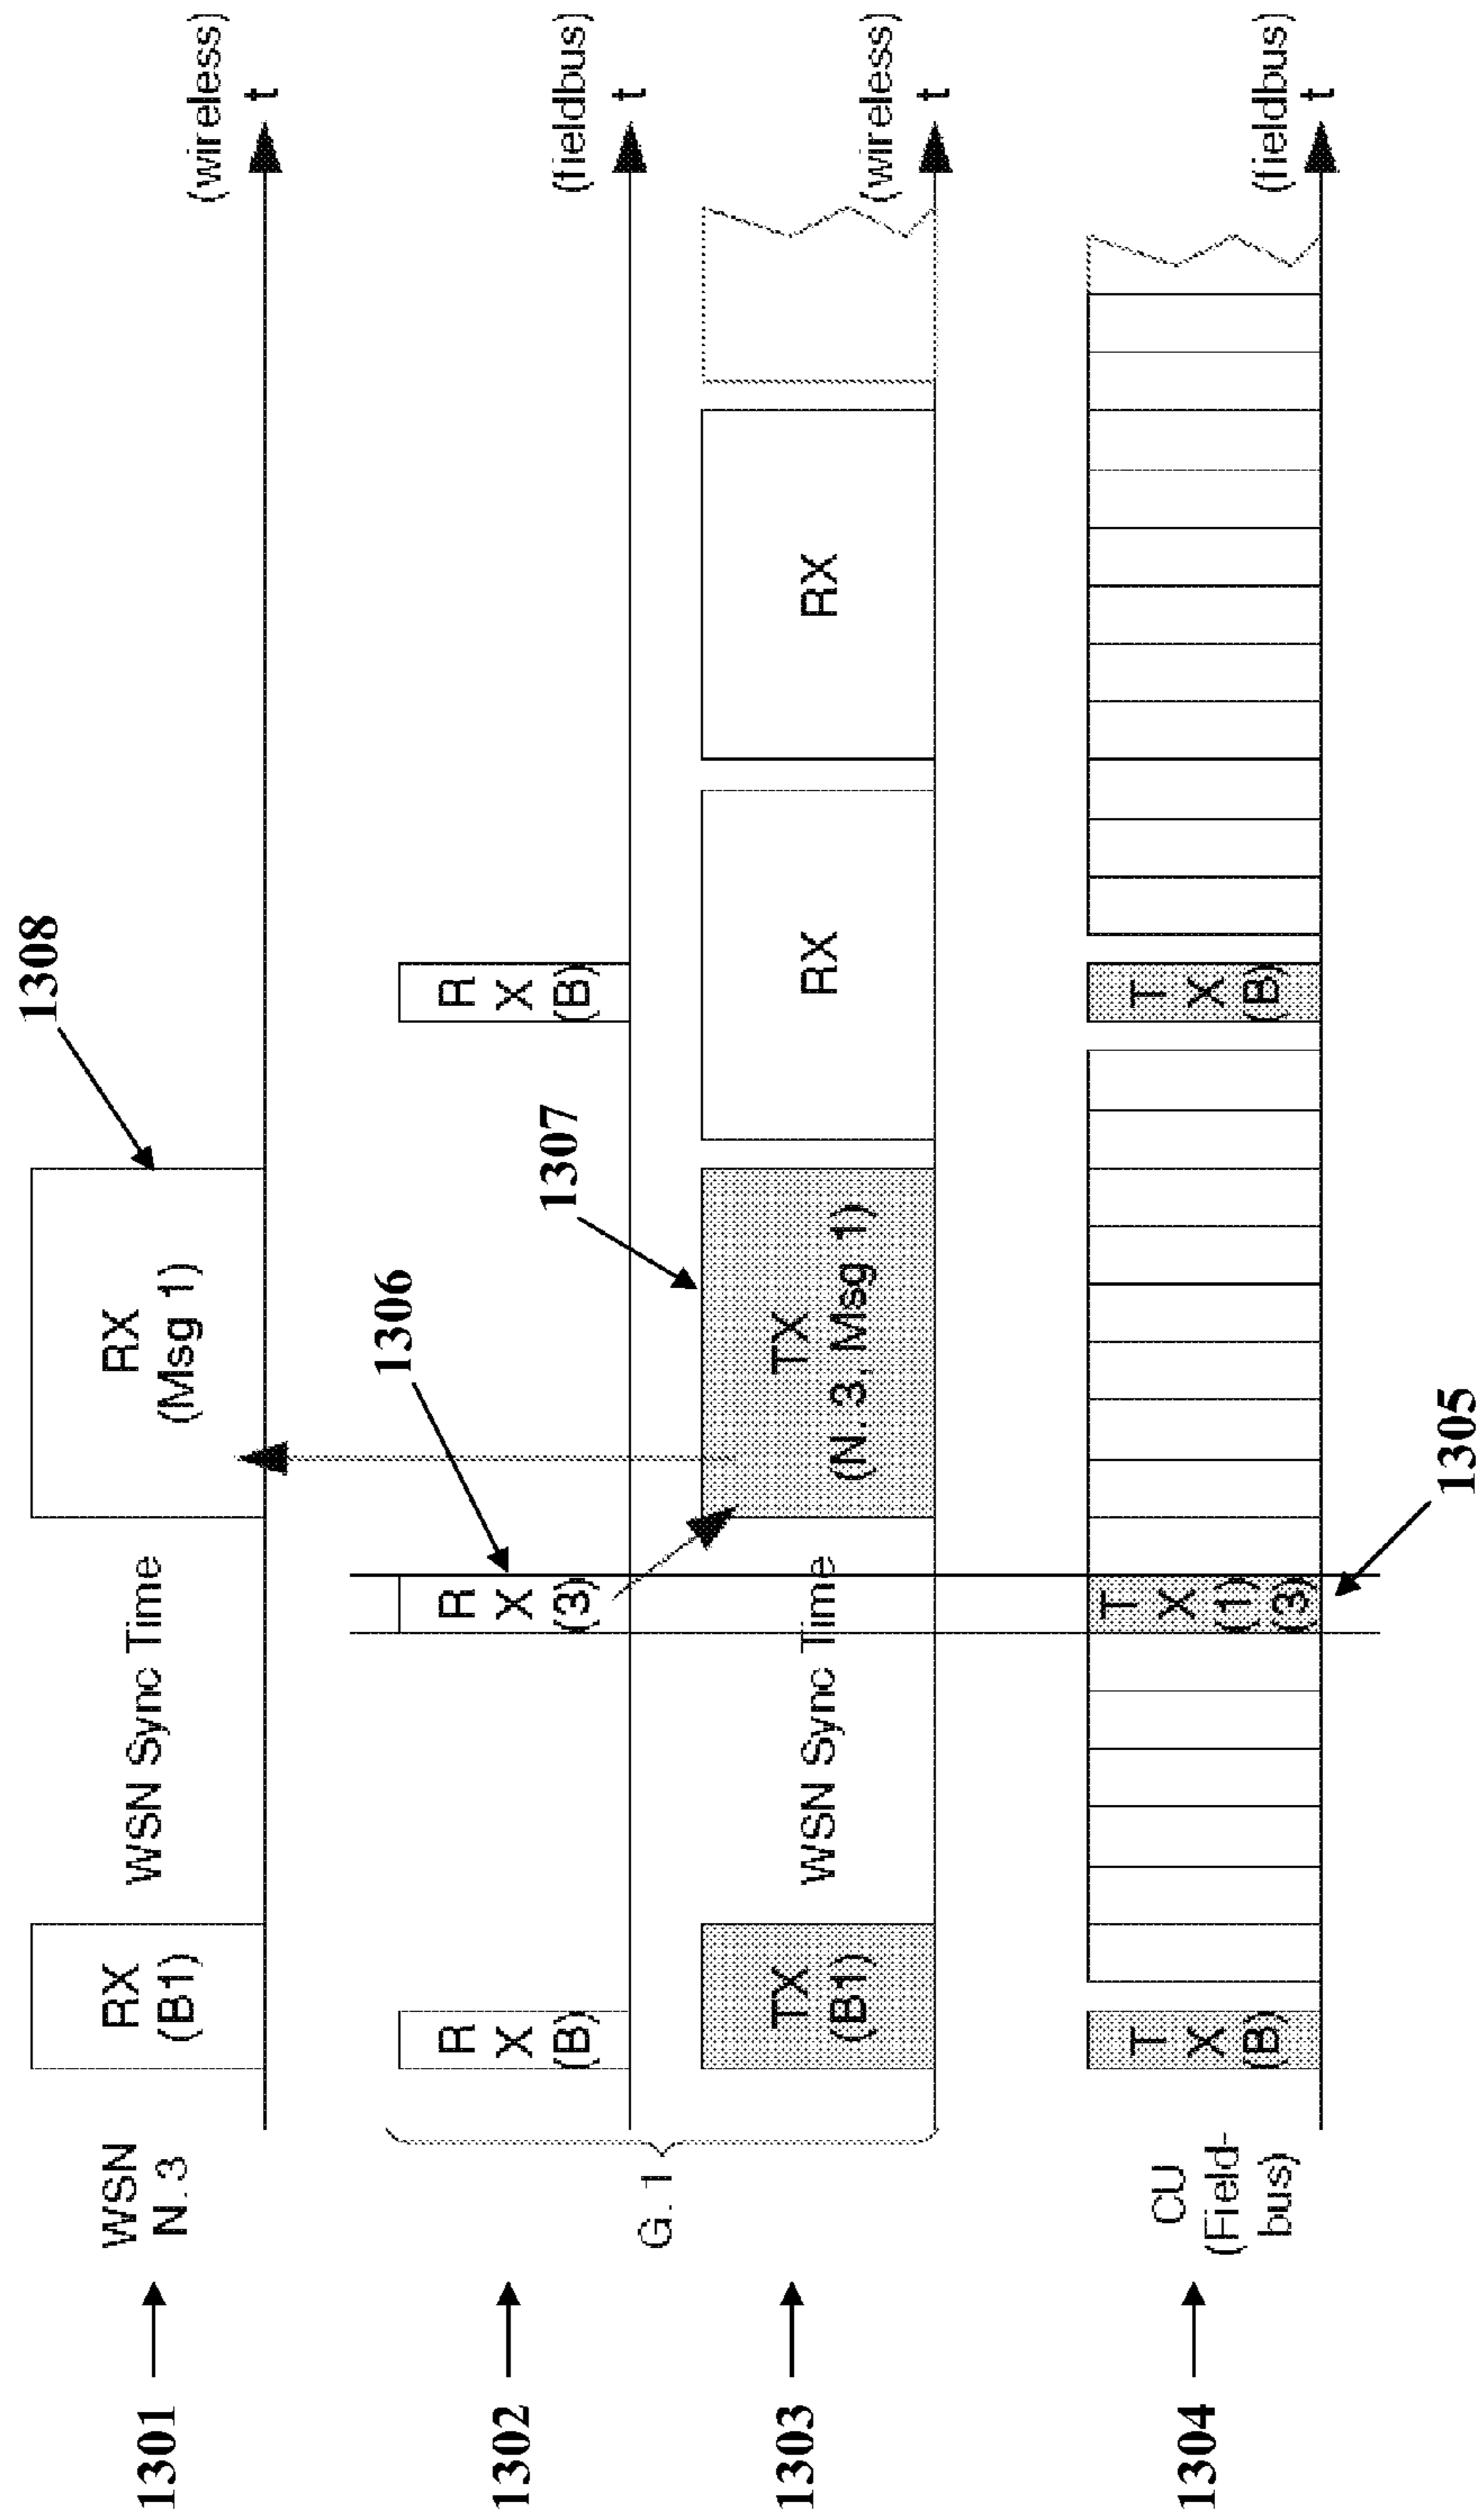 1308
RX
(B1)
WSN Sync Time
RX
(Msg 1)
(wireless)
t
1301
WSN
N.3
1306
1307
R
X
(B)
R
X
(3)
R
X
(B)
(fieldbus)
t
1302
G. 1
TX
(B1)
WSN Sync Time
TX
(N. 3, Msg 1)
RX
RX
(wireless)
t
1303
T
X
(B)
T
X
(1)
(3)
T
X
(B)
(fieldbus)
t
1304
CU
(Field-
bus)
1305